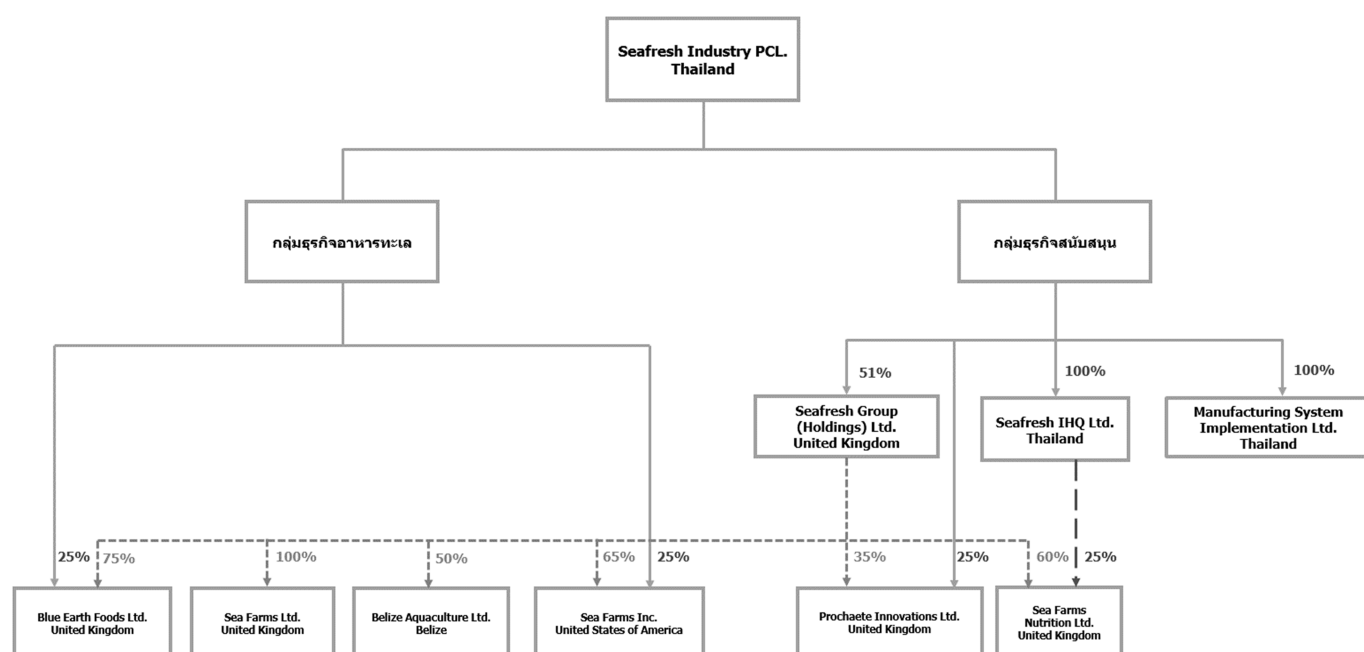 Seafresh Industry PCL.
Thailand
กลุ่มธุรกิจอาหารทะเล
กลุ่มธุรกิจสนับสนุน
51%
100%
100%
Seafresh Group
(Holdings) Ltd.
United Kingdom
Seafresh IHQ Ltd.
Thailand
Manufacturing System
Implementation Ltd.
Thailand
25%
75%
100%
50%
65%
25%
35%
25%
60%
25%
Blue Earth Foods Ltd.
United Kingdom
Sea Farms Ltd.
United Kingdom
Belize Aquaculture Ltd.
Belize
Sea Farms Inc.
United States of America
Prochaete Innovations Ltd.
United Kingdom
Sea Farms
Nutrition Ltd.
United Kingdom